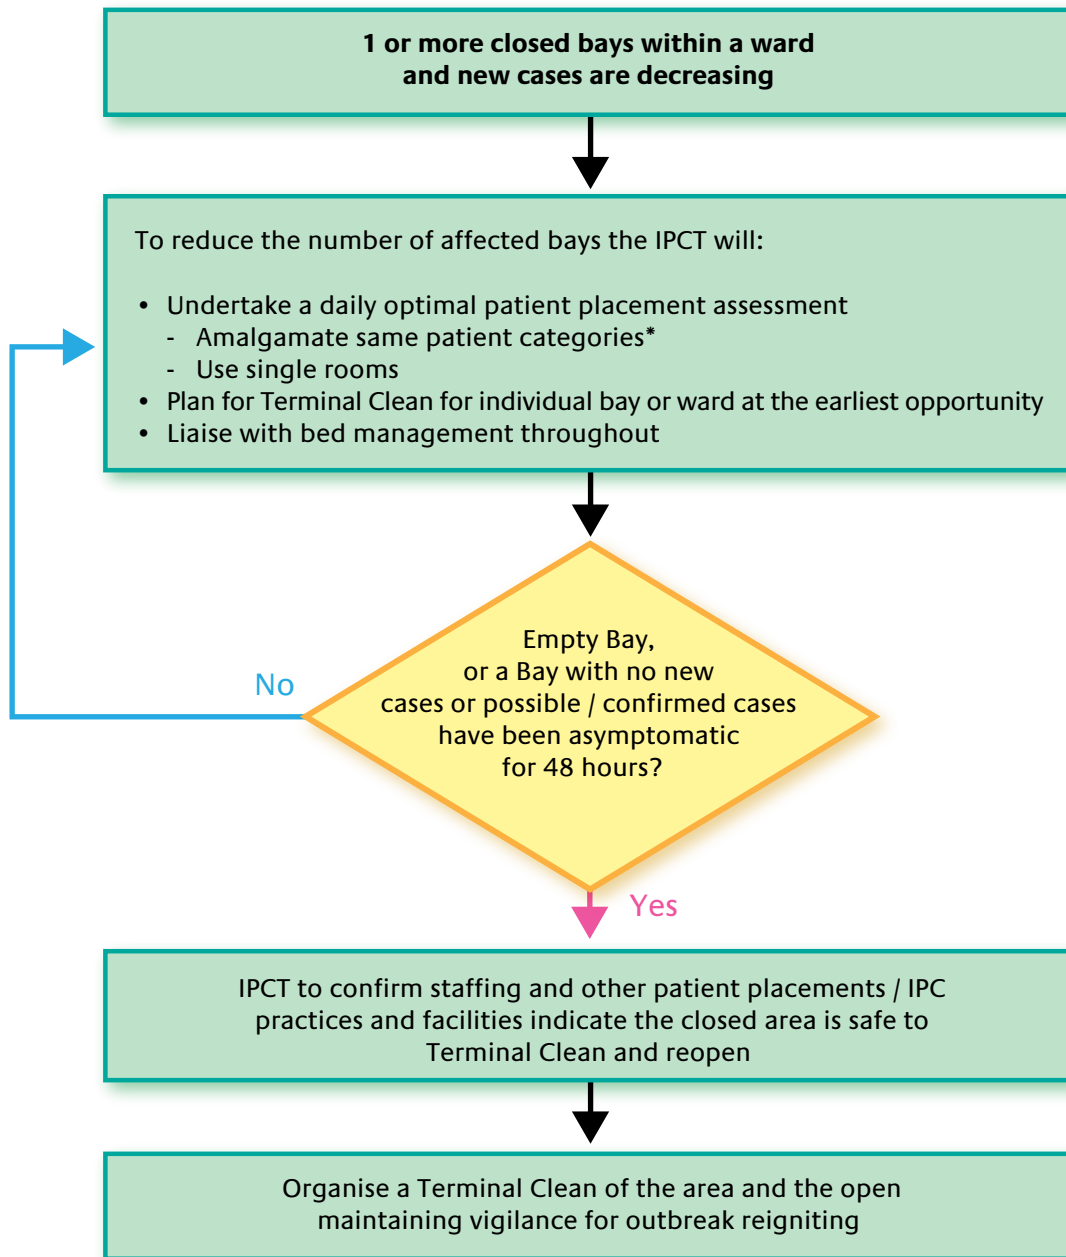 1 or more closed bays within a ward
and new cases are decreasing
To reduce the number of affected bays the IPCT will:
• Undertake a daily optimal patient placement assessment
- Amalgamate same patient categories*
- Use single rooms
• Plan for Terminal Clean for individual bay or ward at the earliest opportunity
• Liaise with bed management throughout
Empty Bay,
or a Bay with no new
cases or possible / confirmed cases
have been asymptomatic
for 48 hours?
No
Yes
IPCT to confirm staffing and other patient placements / IPC
practices and facilities indicate the closed area is safe to
Terminal Clean and reopen
Organise a Terminal Clean of the area and the open
maintaining vigilance for outbreak reigniting